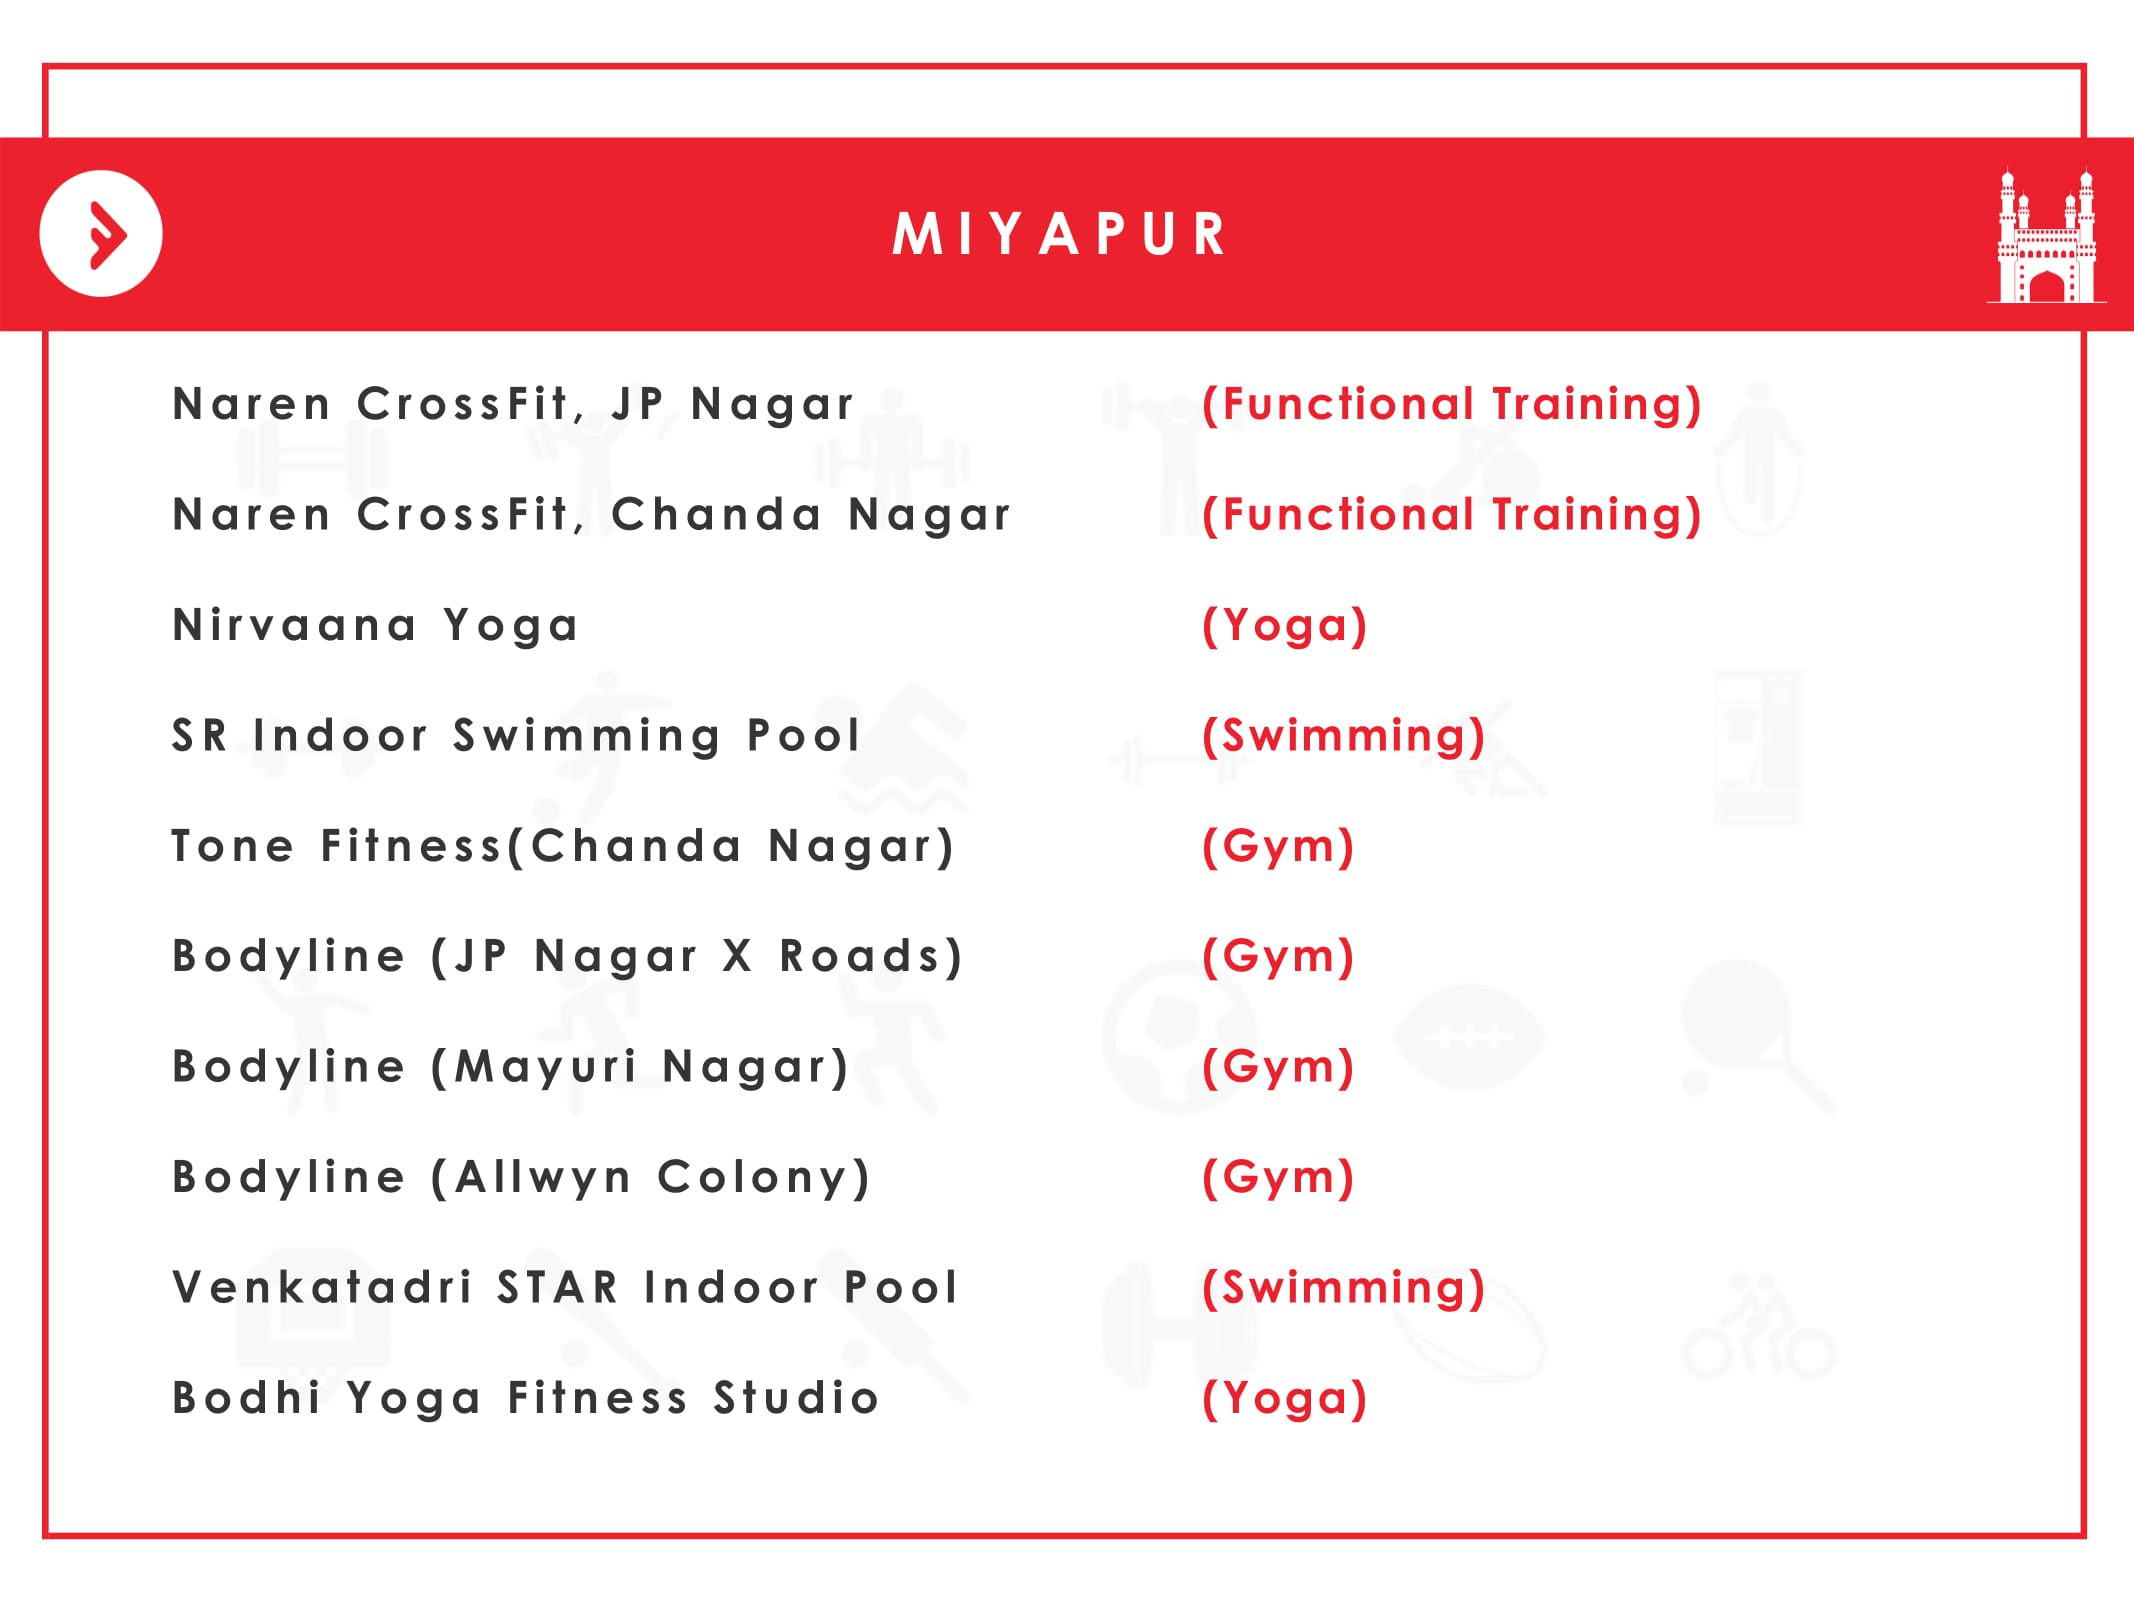 MIYAPUR
Naren CrossFit, JP Nagar (Functional Training)
Naren CrossFit, Chanda Nagar (Functional Training)
Nirvaana Yoga (Yoga)
SR Indoor Swimming Pool (Swimming)
Tone Fitness(Chanda Nagar) (Gym)
Bodyline (JP Nagar X Roads) (Gym)
Bodyline (Mayuri Nagar) (Gym)
Bodyline (Allwyn Colony) (Gym)
Venkatadri STAR Indoor Pool (Swimming)
Bodhi Yoga Fitness Studio (Yoga)